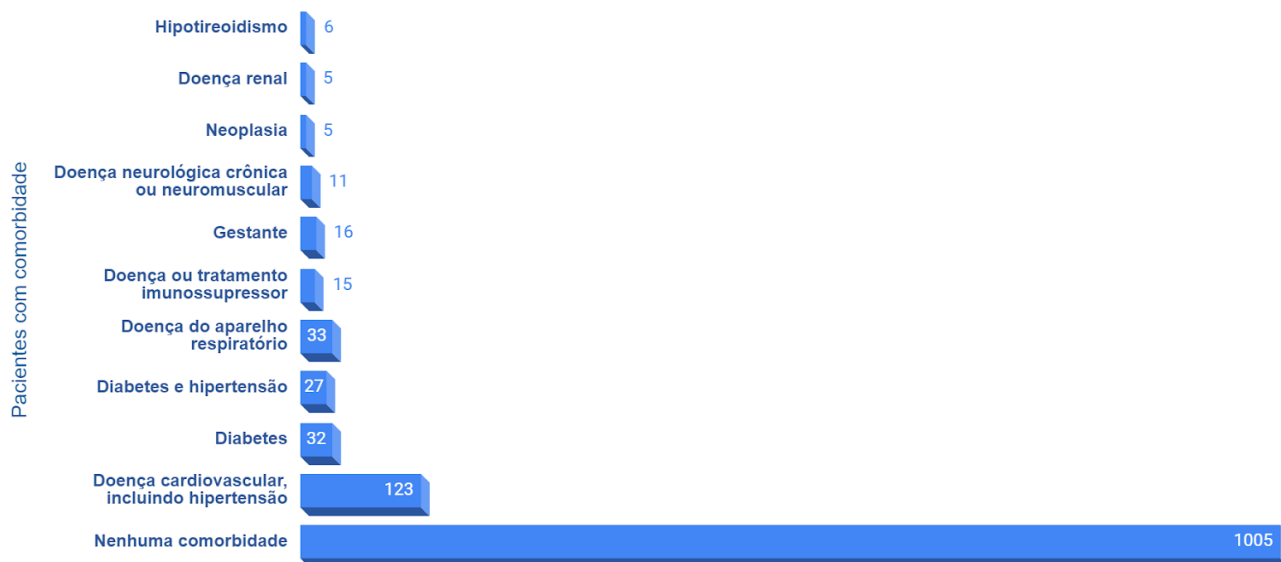 Pacientes com comorbidade
Hipotireoidismo 6
Doença renal 5
Neoplasia 5
Doença neurológica crônica
ou neuromuscular 11
Gestante 16
Doença ou tratamento
imunossupressor 15
Doença do aparelho
respiratório 33
Diabetes e hipertensão 27
Diabetes 32
Doença cardiovascular,
incluindo hipertensão 123
Nenhuma comorbidade 1005